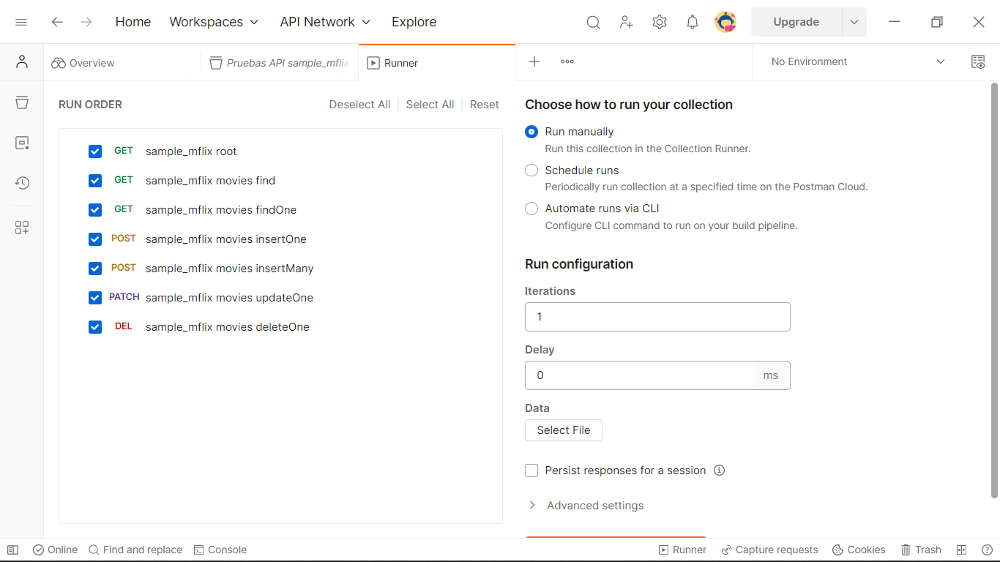 Home Workspaces API Network Explore Upgrade
Overview Pruebas API sample_mflix Runner No Environment
RUN ORDER Deselect All Select All Reset
GET sample_mflix root
GET sample_mflix movies find
GET sample_mflix movies findOne
POST sample_mflix movies insertOne
POST sample_mflix movies insertMany
PATCH sample_mflix movies updateOne
DEL sample_mflix movies deleteOne
Choose how to run your collection
Run manually
Run this collection in the Collection Runner.
Schedule runs
Periodically run collection at a specified time on the Postman Cloud.
Automate runs via CLI
Configure CLI command to run on your build pipeline.
Run configuration
Iterations
1
Delay
0 ms
Data
Select File
Persist responses for a session
Advanced settings
Online Find and replace Console Runner Capture requests Cookies Trash